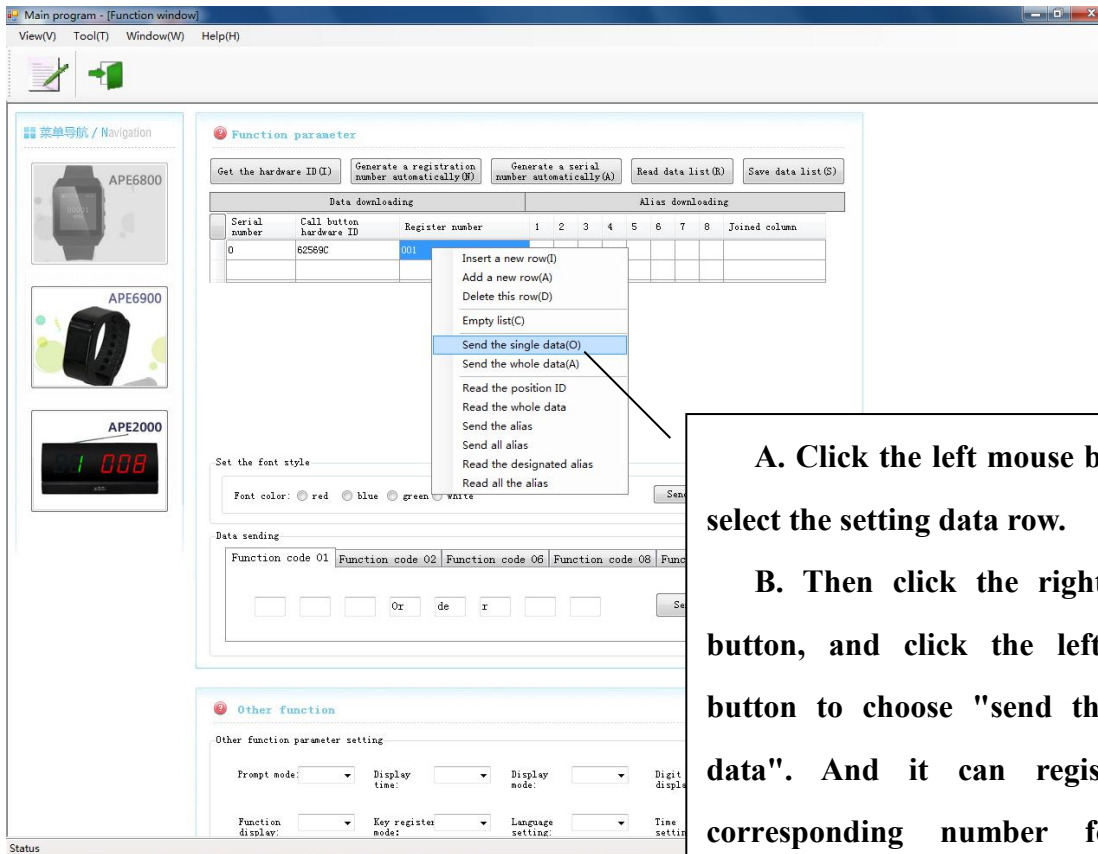 Main program - [Function window]
View(V) Tool(T) Window(W) Help(H)
菜单导航 / Navigation
APE6800
APE6900
APE2000
1 008
Function parameter
Get the hardware ID(I) Generate a registration number automatically(N) Generate a serial number automatically(A) Read data list(R) Save data list(S)
Data downloading Alias downloading
Serial number Call button hardware ID Register number 1 2 3 4 5 6 7 8 Joined column
0 62569C 001
Insert a new row(I)
Add a new row(A)
Delete this row(D)
Empty list(C)
Send the single data(O)
Send the whole data(A)
Read the position ID
Read the whole data
Send the alias
Send all alias
Read the designated alias
Read all the alias
Set the font style
Font color: red blue green white
Data sending
Function code 01 Function code 02 Function code 06 Function code 08
Or de r
Other function
Other function parameter setting
Prompt mode: Display time: Display mode: Digit
Function display: Key register mode: Language setting: Time
Status
A. Click the left mouse
select the setting data row.
B. Then click the right
button, and click the left
button to choose "send
data". And it can
corresponding number